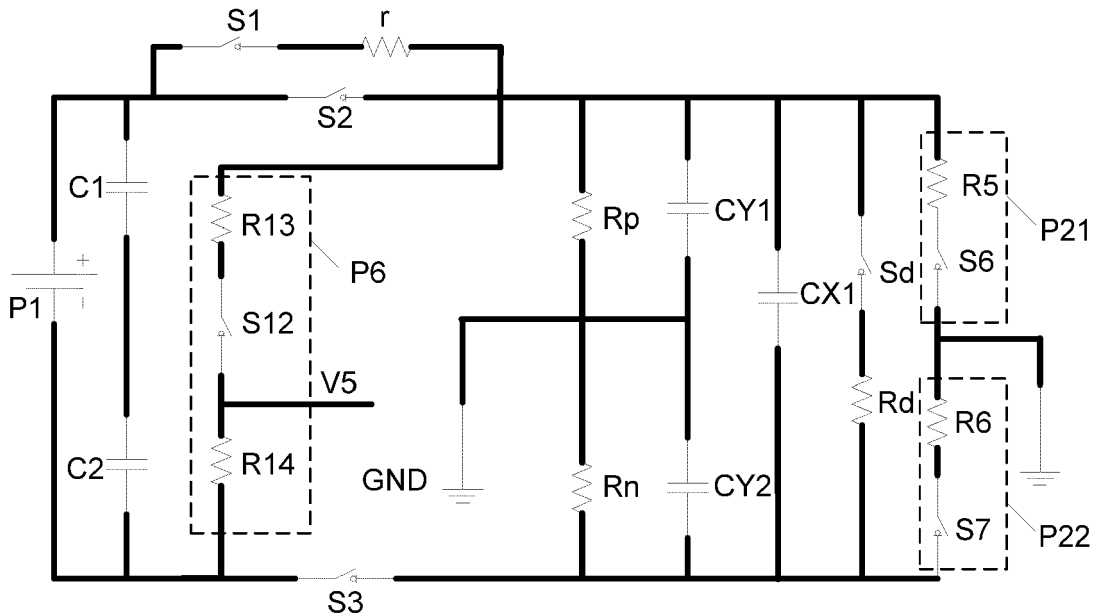 S1
r
S2
C1
R13
P6
Rp
CY1
R5
P21
+
P1
-
S12
CX1
Sd
S6
V5
C2
R14
GND
Rn
CY2
Rd
R6
S7
P22
S3